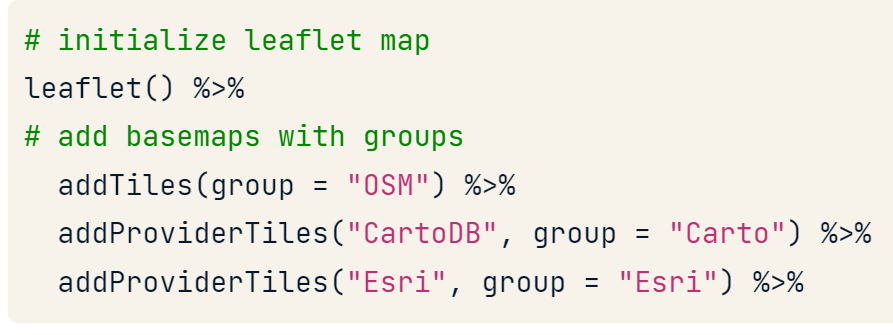 # initialize leaflet map
leaflet() %>%
# add basemaps with groups
  addTiles(group = "OSM") %>%
  addProviderTiles("CartoDB", group = "Carto") %>%
  addProviderTiles("Esri", group = "Esri") %>%